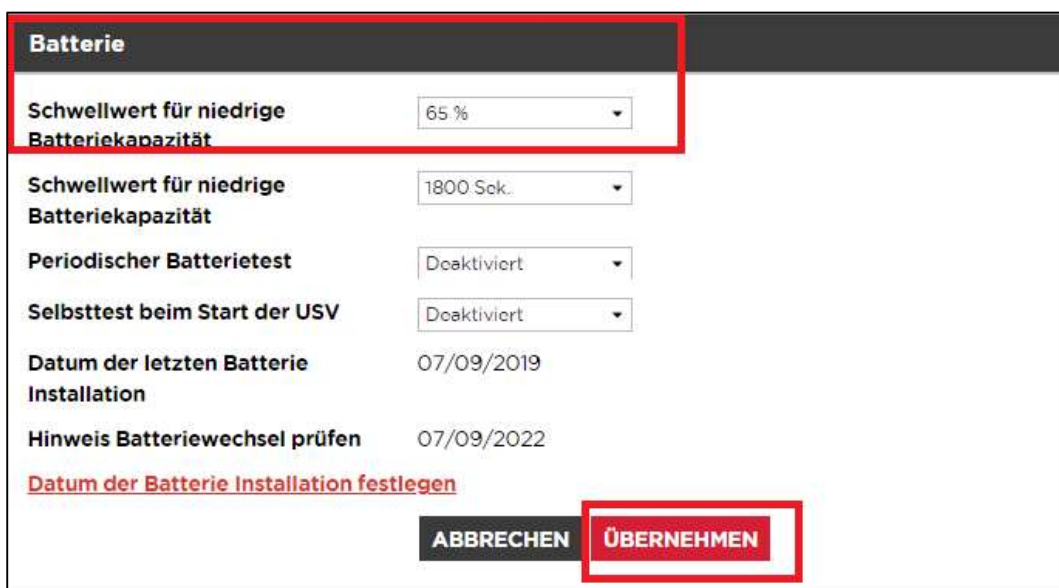 Batterie
Schwellwert für niedrige 65 %
Batteriekapazität
Schwellwert für niedrige 1800 Sek.
Batteriekapazität
Periodischer Batterietest Deaktiviert
Selbsttest beim Start der USV Deaktiviert
Datum der letzten Batterie 07/09/2019
Installation
Hinweis Batteriewechsel prüfen 07/09/2022
Datum der Batterie Installation festlegen
ABBRECHEN ÜBERNEHMEN